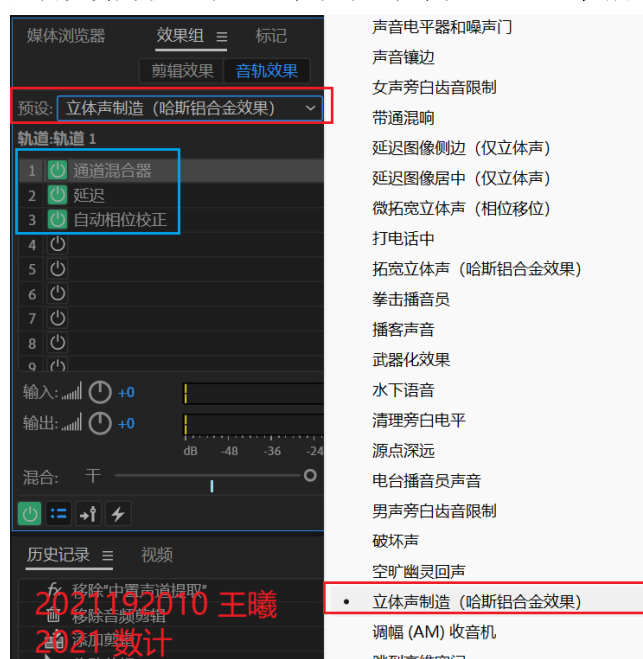 媒体浏览器 效果组 标记
剪辑效果 音轨效果
预设: 立体声制造（哈斯铝合金效果）
轨道:轨道 1
1 通道混合器
2 延迟
3 自动相位校正
4
5
6
7
8
9
输入: +0
输出: +0
dB -48 -36 -24
混合: 干
历史记录 视频
fx 移除"中置声道提取"
移除音频剪辑
添加剪辑
2021192010 王曦
2021 数计
声音电平器和噪声门
声音镶边
女声旁白齿音限制
带通混响
延迟图像侧边（仅立体声）
延迟图像居中（仅立体声）
微拓宽立体声（相位移位）
打电话中
拓宽立体声（哈斯铝合金效果）
拳击播音员
播客声音
武器化效果
水下语音
清理旁白电平
源点深远
电台播音员声音
男声旁白齿音限制
破坏声
空旷幽灵回声
立体声制造（哈斯铝合金效果）
调幅 (AM) 收音机